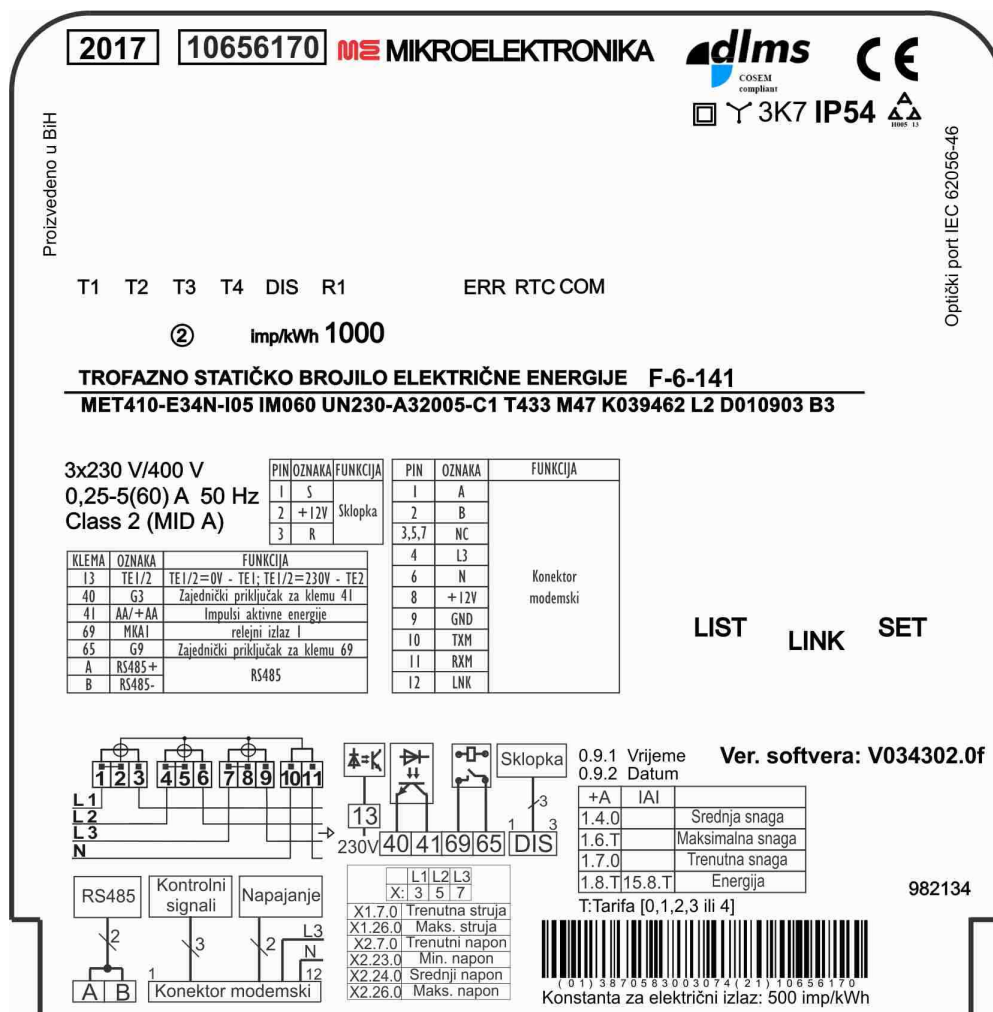 2017 10656170 ME MIKROELEKTRONIKA dlms CE
COSEM
compliant
3K7 IP54
H005 13
Proizvedeno u BiH
Optički port IEC 62056-46
T1 T2 T3 T4 DIS R1 ERR RTC COM
2 imp/kWh 1000
TROFAZNO STATIČKO BROJILO ELEKTRIČNE ENERGIJE F-6-141
MET410-E34N-I05 IM060 UN230-A32005-C1 T433 M47 K039462 L2 D010903 B3
3x230 V/400 V
0,25-5(60) A 50 Hz
Class 2 (MID A)
PIN OZNAKA FUNKCIJA
1 S
2 +12V Sklopka
3 R
KLEMA OZNAKA FUNKCIJA
13 TE1/2 TE1/2=0V - TE1; TE1/2=230V - TE2
40 G3 Zajednički priključak za klemu 41
41 AA/+AA Impulsi aktivne energije
69 MKA1 relejni izlaz 1
65 G9 Zajednički priključak za klemu 69
A RS485+ RS485
B RS485-
PIN OZNAKA FUNKCIJA
1 A
2 B
3,5,7 NC
4 L3
6 N Konektor
8 +12V modemski
9 GND
10 TXM
11 RXM
12 LNK
LIST LINK SET
1 2 3 4 5 6 7 8 9 10 11
L1
L2
L3
N
13
230V
40 41 69 65
Sklopka
3
1 3
DIS
0.9.1 Vrijeme
0.9.2 Datum
Ver. softvera: V034302.0f
+A IAI
1.4.0 Srednja snaga
1.6.T Maksimalna snaga
1.7.0 Trenutna snaga
1.8.T 15.8.T Energija
T:Tarifa [0,1,2,3 ili 4]
982134
RS485
2
A B
Kontrolni
signali
3
Napajanje
2
L3
N
1 12
Konektor modemski
L1 L2 L3
X: 3 5 7
X1.7.0 Trenutna struja
X1.26.0 Maks. struja
X2.7.0 Trenutni napon
X2.23.0 Min. napon
X2.24.0 Srednji napon
X2.26.0 Maks. napon
(01)3870583003074(21)10656170
Konstanta za električni izlaz: 500 imp/kWh